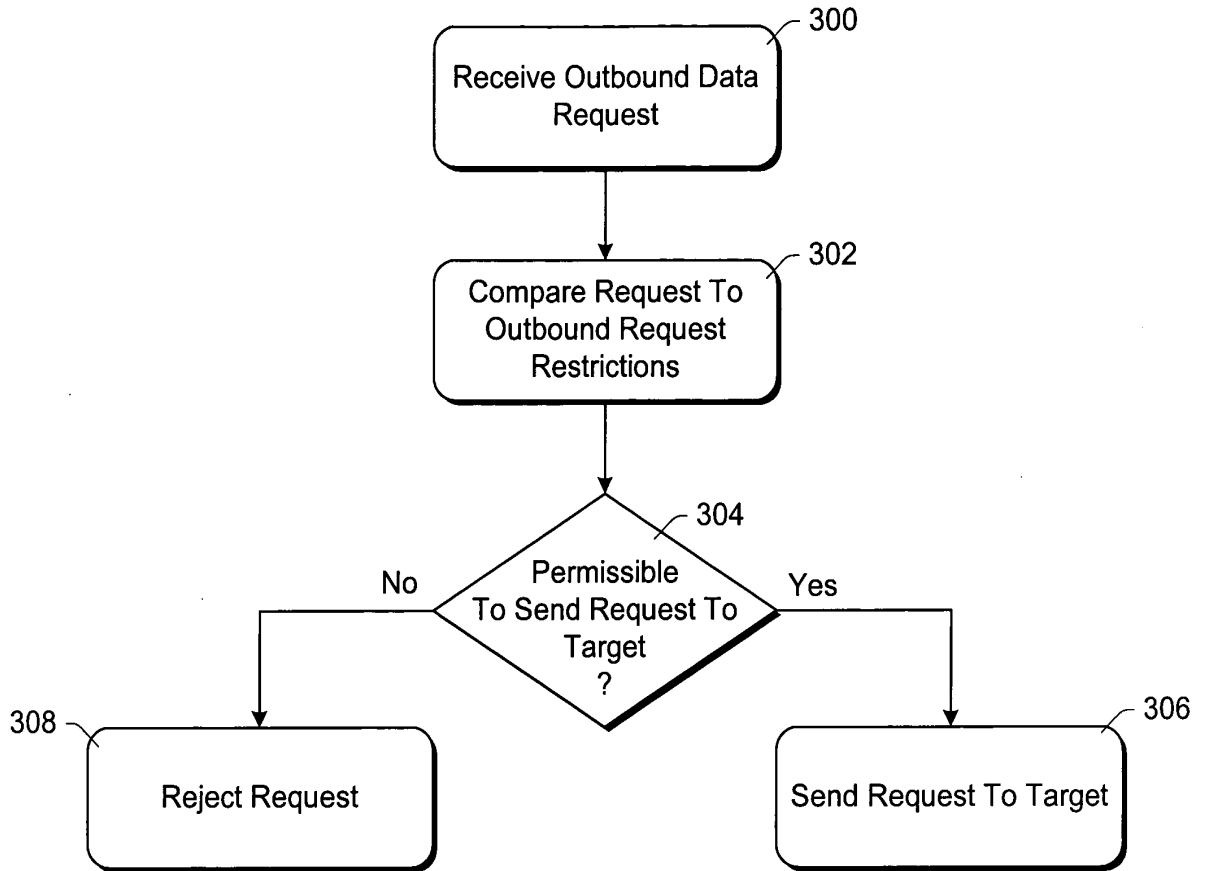 300
Receive Outbound Data
Request
302
Compare Request To
Outbound Request
Restrictions
304
Permissible
To Send Request To
Target
?
No
Yes
308
Reject Request
306
Send Request To Target